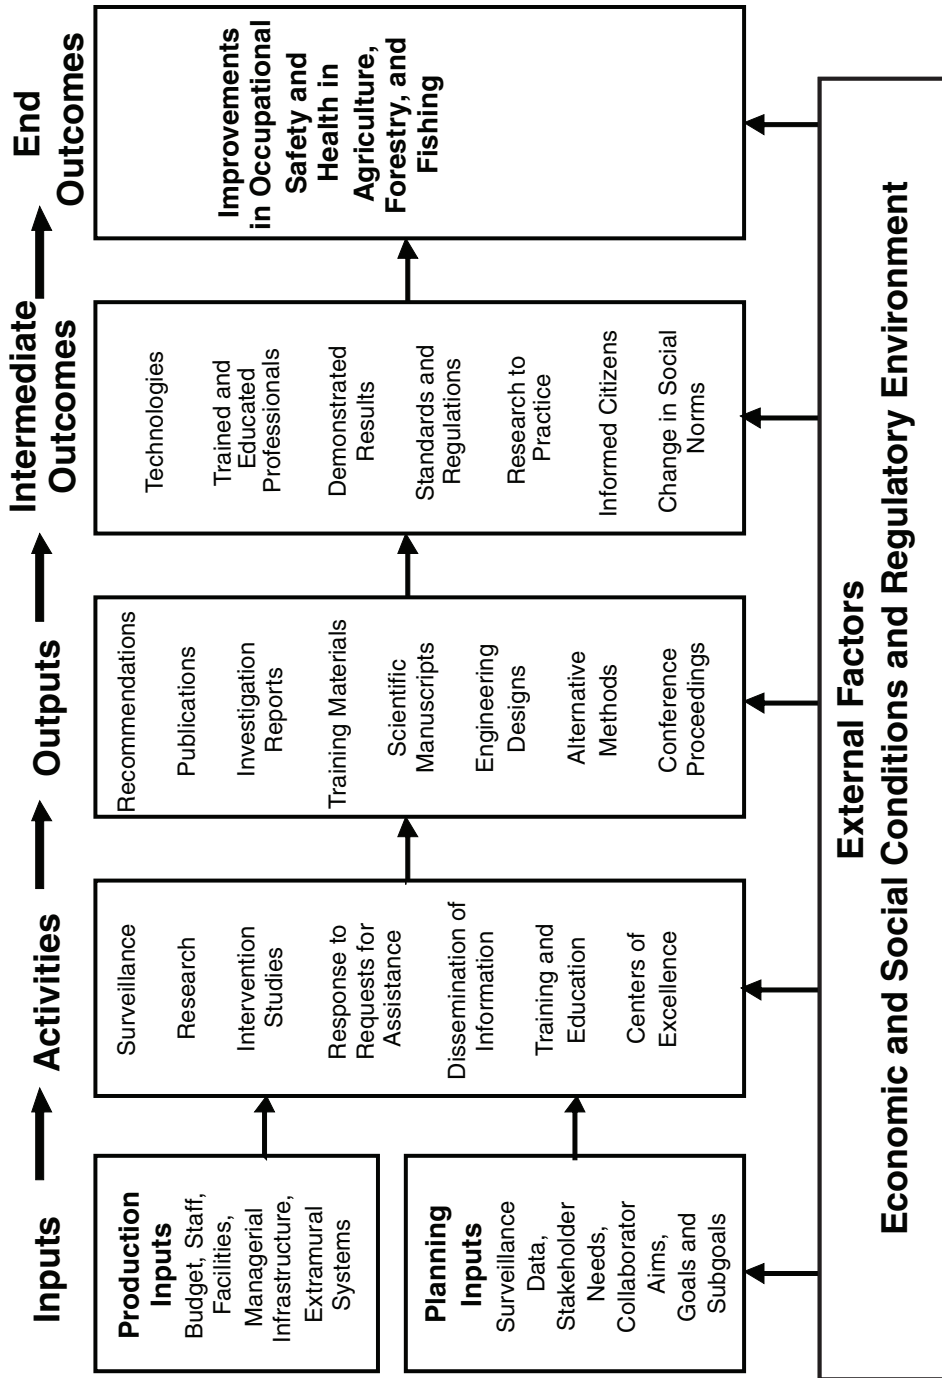 Inputs
Activities
Outputs
Intermediate
Outcomes
End
Outcomes
Production
Inputs
Budget, Staff,
Facilities,
Managerial
Infrastructure,
Extramural
Systems
Planning
Inputs
Surveillance
Data,
Stakeholder
Needs,
Collaborator
Aims,
Goals and
Subgoals
Surveillance
Research
Intervention
Studies
Response to
Requests for
Assistance
Dissemination of
Information
Training and
Education
Centers of
Excellence
Recommendations
Publications
Investigation
Reports
Training Materials
Scientific
Manuscripts
Engineering
Designs
Alternative
Methods
Conference
Proceedings
Technologies
Trained and
Educated
Professionals
Demonstrated
Results
Standards and
Regulations
Research to
Practice
Informed Citizens
Change in Social
Norms
Improvements
in Occupational
Safety and
Health in
Agriculture,
Forestry, and
Fishing
External Factors
Economic and Social Conditions and Regulatory Environment